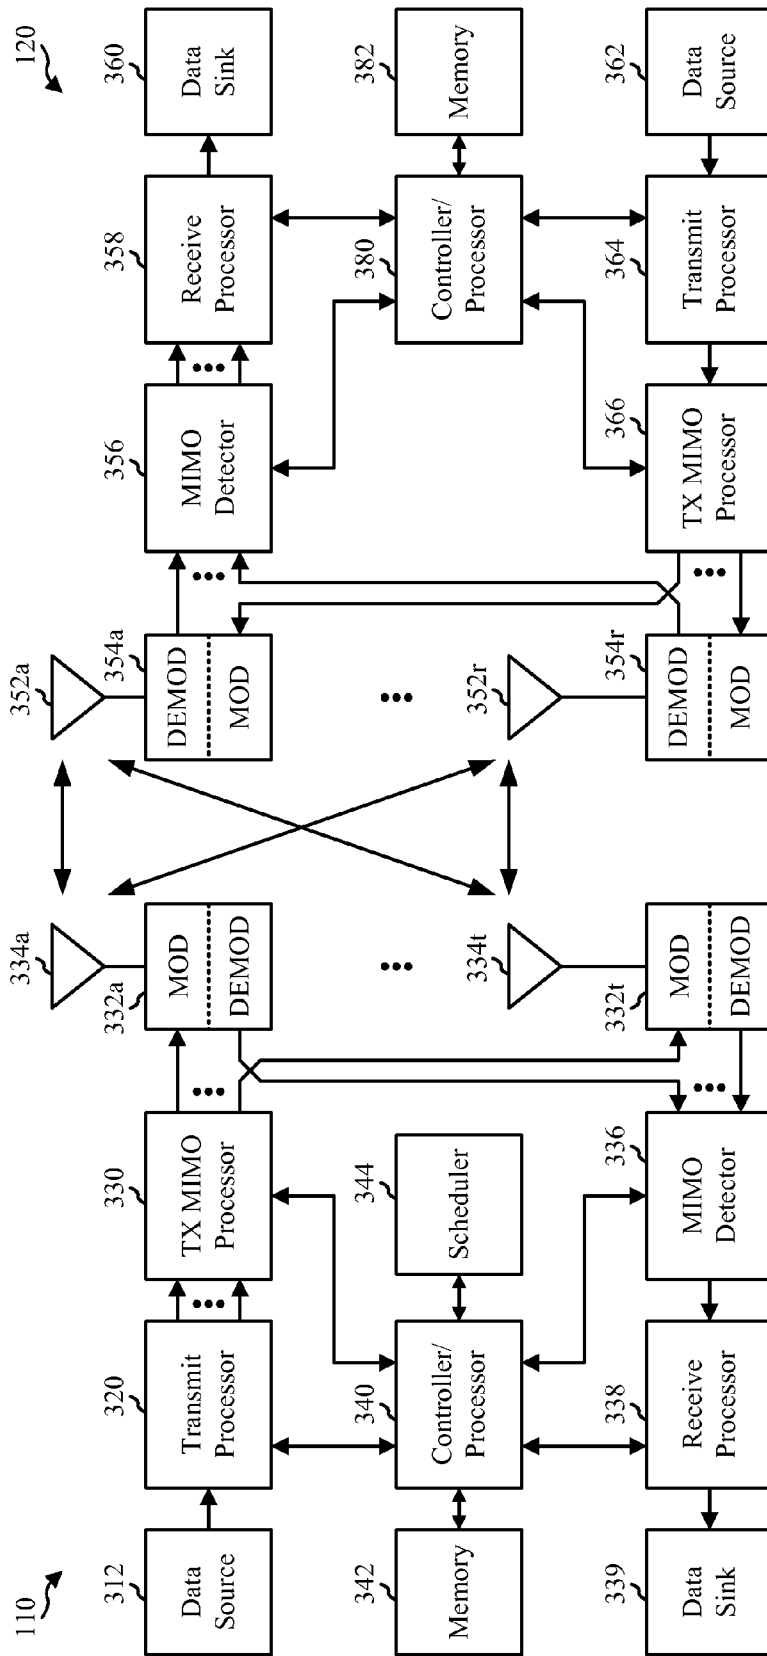 110
312
Data
Source
320
Transmit
Processor
330
TX MIMO
Processor
332a
MOD
DEMOD
334a
352a
354a
DEMOD
MOD
356
MIMO
Detector
358
Receive
Processor
360
Data
Sink
120
342
Memory
340
Controller/
Processor
344
Scheduler
380
Controller/
Processor
382
Memory
339
Data
Sink
338
Receive
Processor
336
MIMO
Detector
332t
MOD
DEMOD
334t
352r
354r
DEMOD
MOD
366
TX MIMO
Processor
364
Transmit
Processor
362
Data
Source